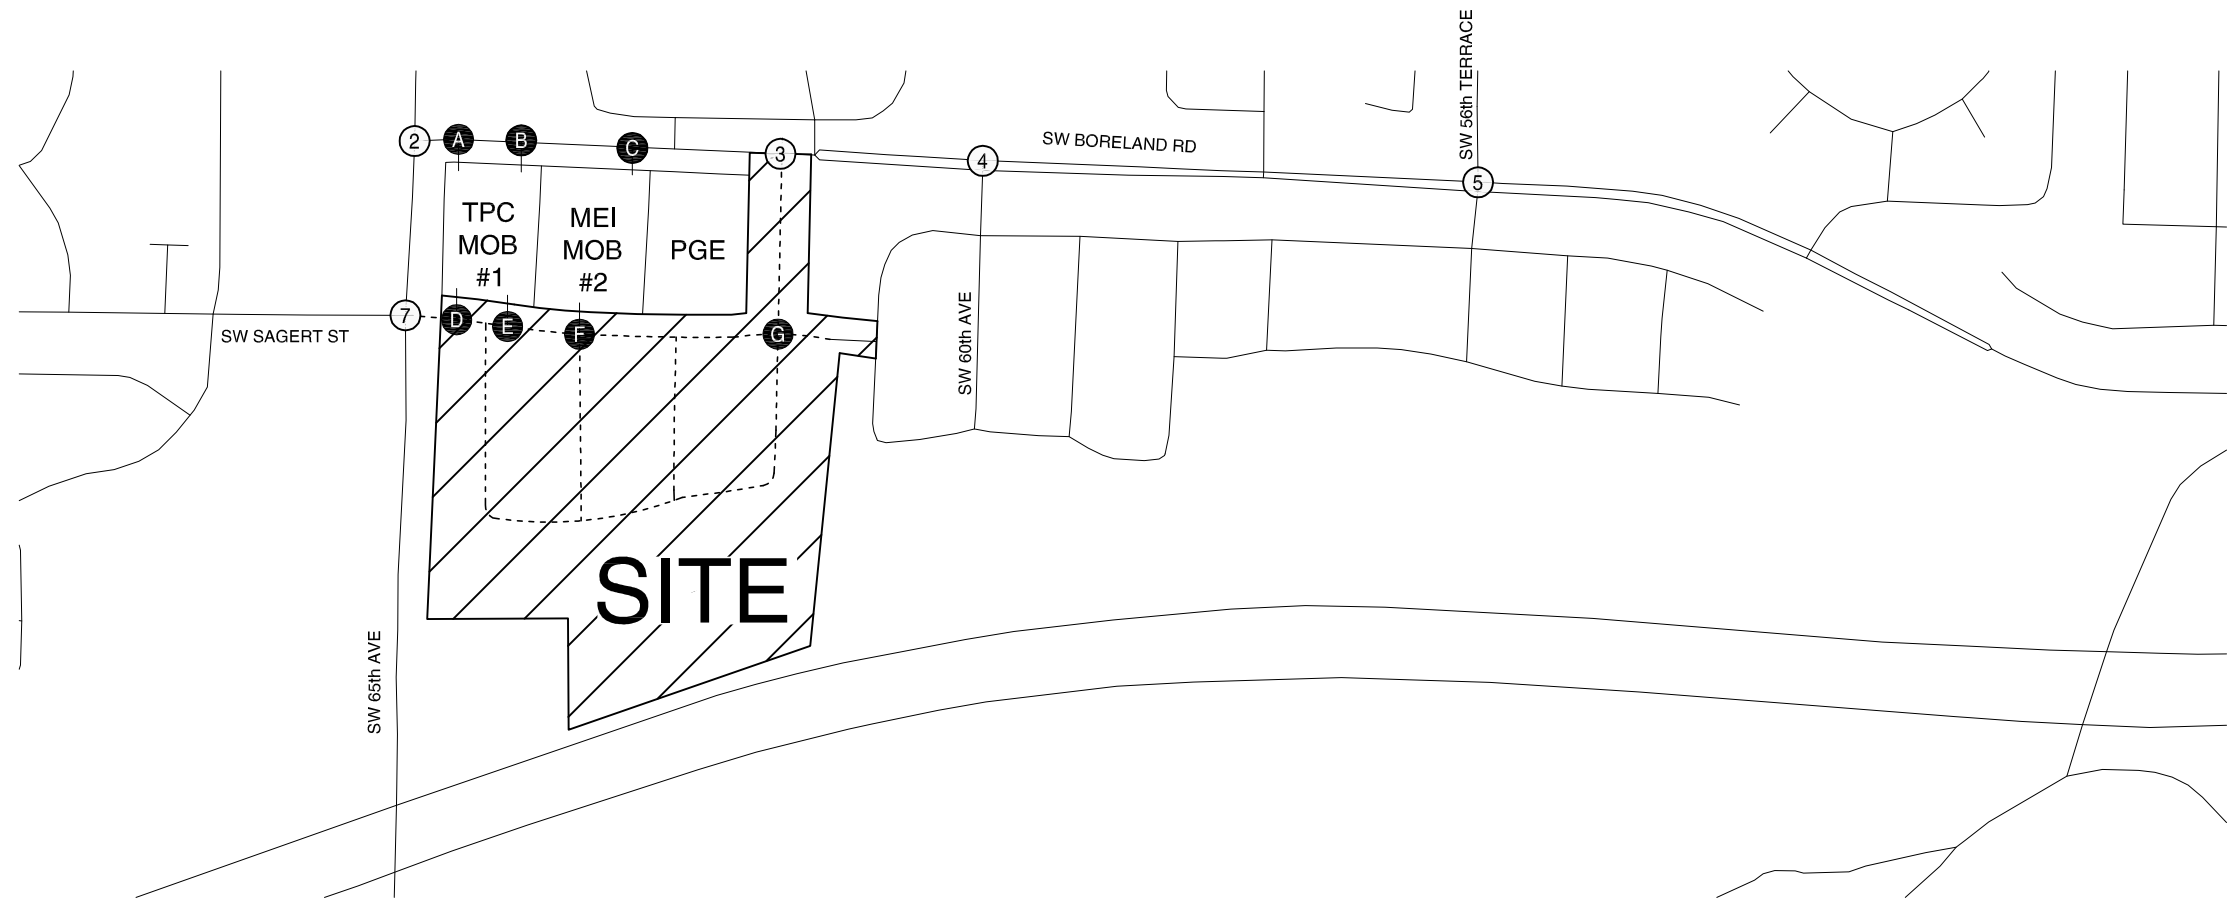 SW 56th TERRACE
2
A
B
C
3
SW BORELAND RD
4
5
TPC
MOB
#1
MEI
MOB
#2
PGE
7
D
E
F
G
SW SAGERT ST
SW 60th AVE
SITE
SW 65th AVE